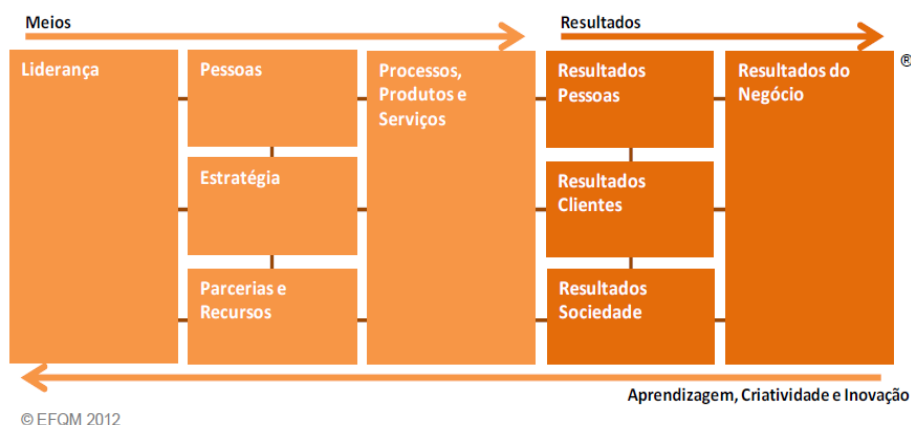 Meios
Resultados
Liderança
Pessoas
Processos,
Produtos e
Serviços
Resultados
Pessoas
Resultados do
Negócio
®
Estratégia
Resultados
Clientes
Parcerias e
Recursos
Resultados
Sociedade
Aprendizagem, Criatividade e Inovação
© EFQM 2012